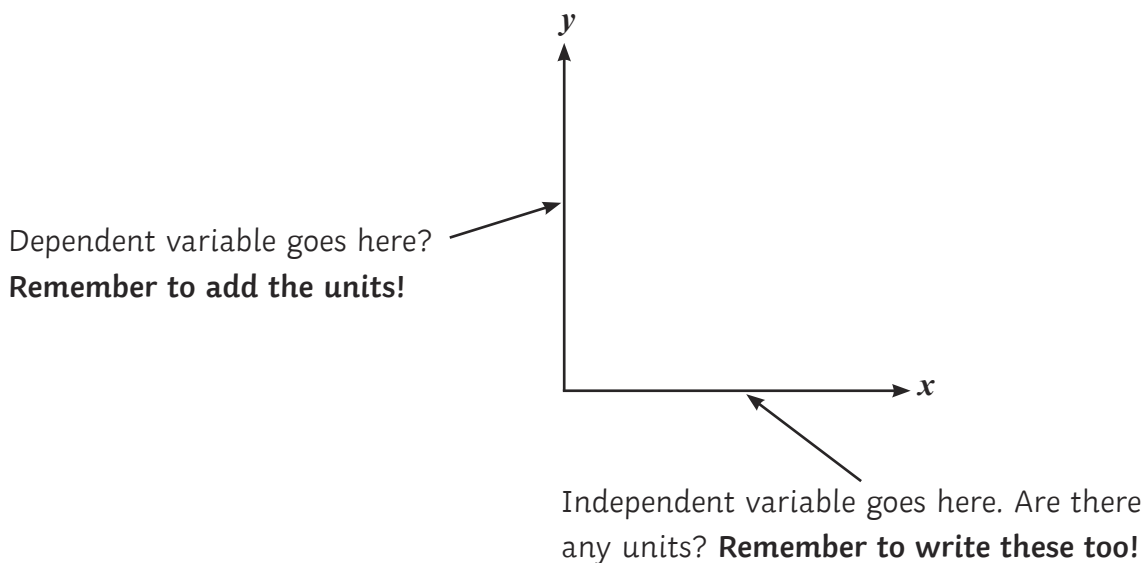 y
Dependent variable goes here?
Remember to add the units!
x
Independent variable goes here. Are there
any units? Remember to write these too!